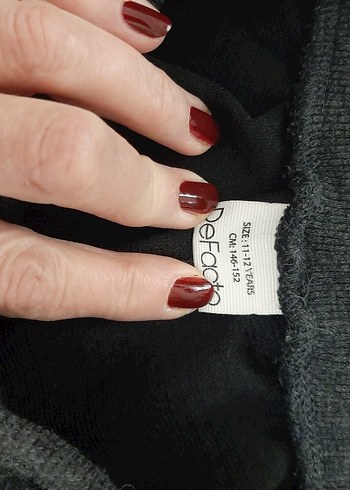 DeFacto
SIZE: 11-12 YEARS
CM: 146-152